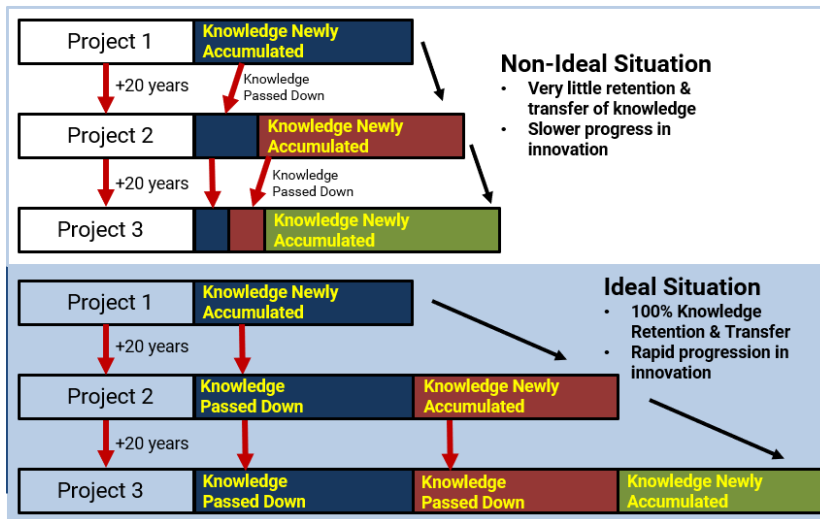 Project 1
Knowledge Newly
Accumulated
+20 years
Knowledge
Passed Down
Non-Ideal Situation
• Very little retention &
transfer of knowledge
• Slower progress in
innovation
Project 2
Knowledge Newly
Accumulated
+20 years
Knowledge
Passed Down
Project 3
Knowledge Newly
Accumulated
Ideal Situation
• 100% Knowledge
Retention & Transfer
• Rapid progression in
innovation
Project 1
Knowledge Newly
Accumulated
+20 years
Project 2
Knowledge
Passed Down
Knowledge Newly
Accumulated
+20 years
Project 3
Knowledge
Passed Down
Knowledge
Passed Down
Knowledge Newly
Accumulated